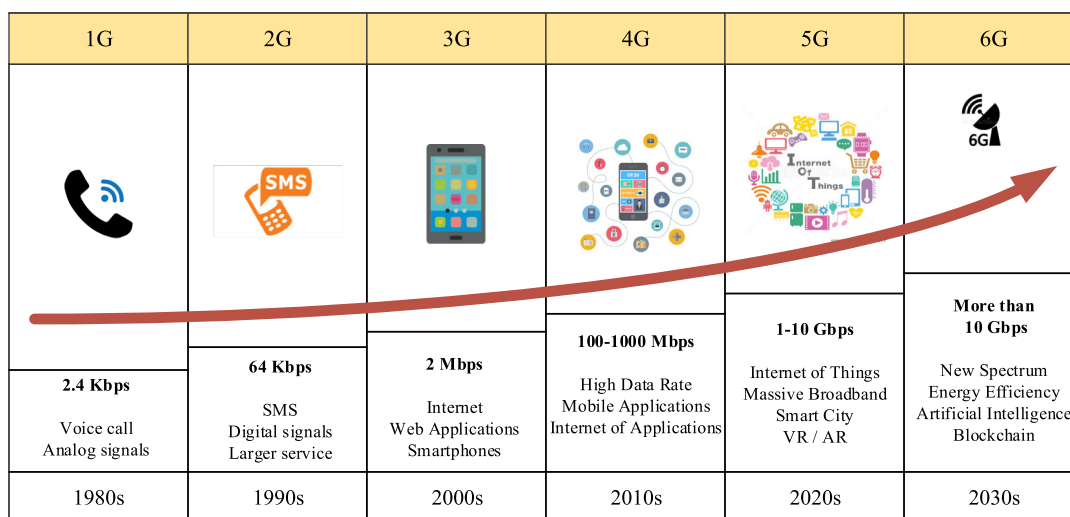 1G
2G
3G
4G
5G
6G
SMS
09:30
Internet
Of
Things
6G
2.4 Kbps
Voice call
Analog signals
64 Kbps
SMS
Digital signals
Larger service
2 Mbps
Internet
Web Applications
Smartphones
100-1000 Mbps
High Data Rate
Mobile Applications
Internet of Applications
1-10 Gbps
Internet of Things
Massive Broadband
Smart City
VR / AR
More than
10 Gbps
New Spectrum
Energy Efficiency
Artificial Intelligence
Blockchain
1980s
1990s
2000s
2010s
2020s
2030s